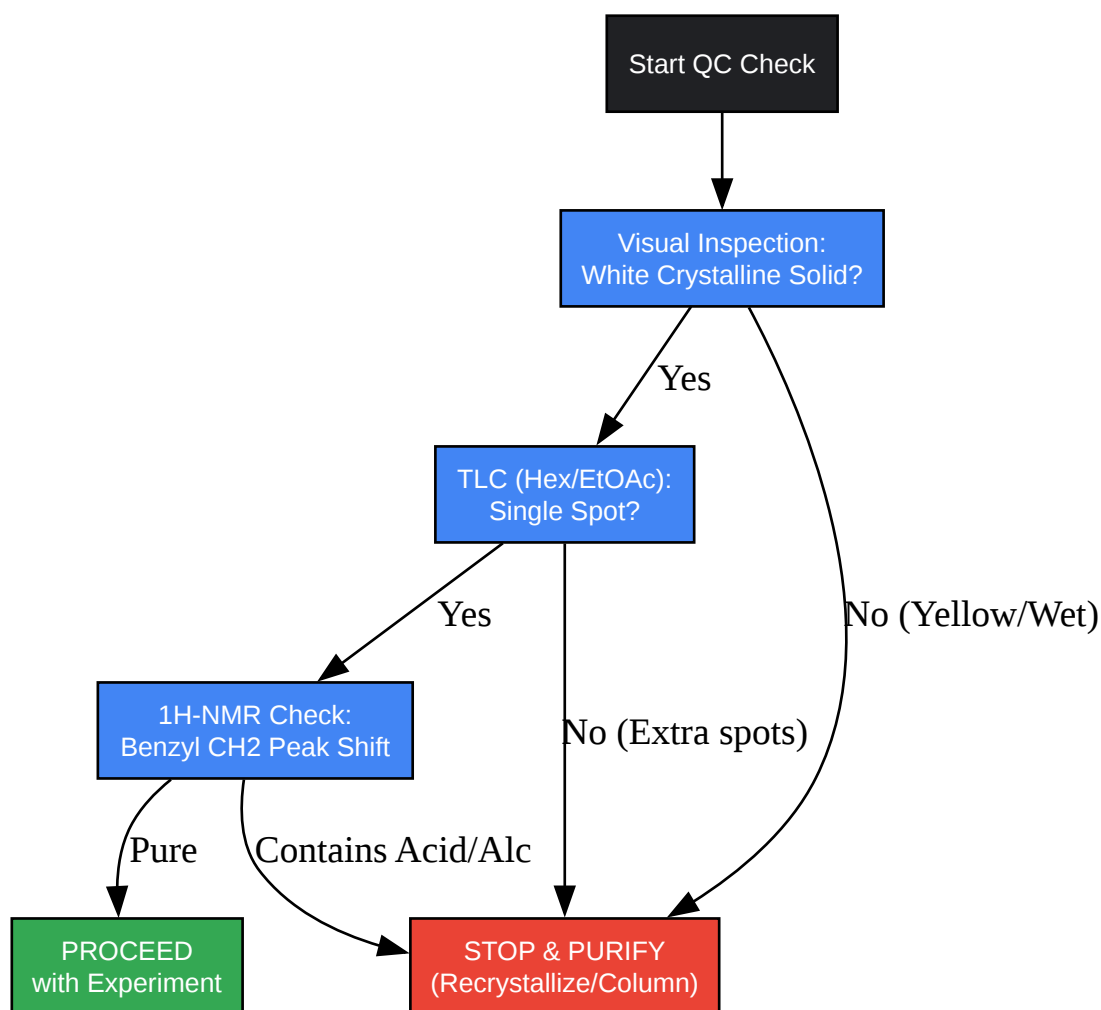 Start QC Check
Visual Inspection:
White Crystalline Solid?
Yes
TLC (Hex/EtOAc):
Single Spot?
Yes
No (Yellow/Wet)
1H-NMR Check:
Benzyl CH2 Peak Shift
No (Extra spots)
Pure
Contains Acid/Alc
PROCEED
with Experiment
STOP & PURIFY
(Recrystallize/Column)